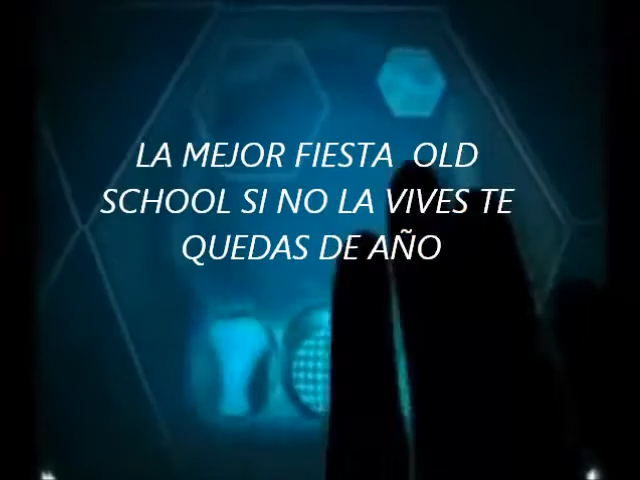 LA MEJOR FIESTA OLD
SCHOOL SI NO LA VIVES TE
QUEDAS DE AÑO